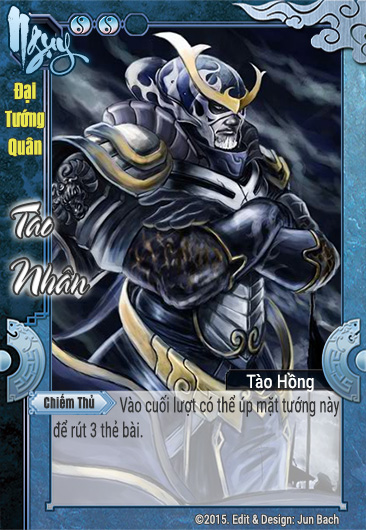 Ngụy
Đại
Tướng
Quân
Tào
Nhân
Tào Hồng
Chiếm Thủ
Vào cuối lượt có thể úp mặt tướng này
để rút 3 thẻ bài.
©2015. Edit & Design: Jun Bach